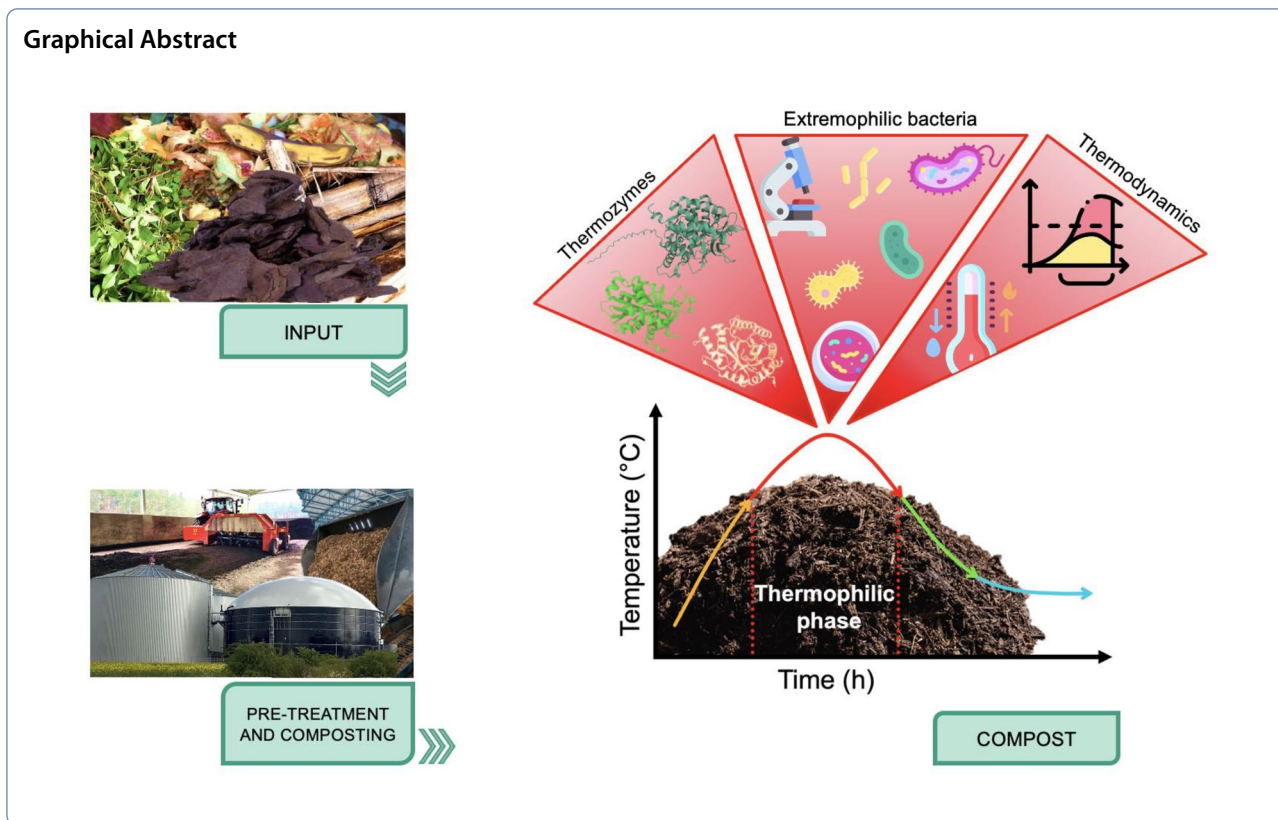 Graphical Abstract
INPUT
PRE-TREATMENT
AND COMPOSTING
Thermozymes
Extremophilic bacteria
Thermodynamics
Temperature (°C)
Thermophilic
phase
Time (h)
COMPOST